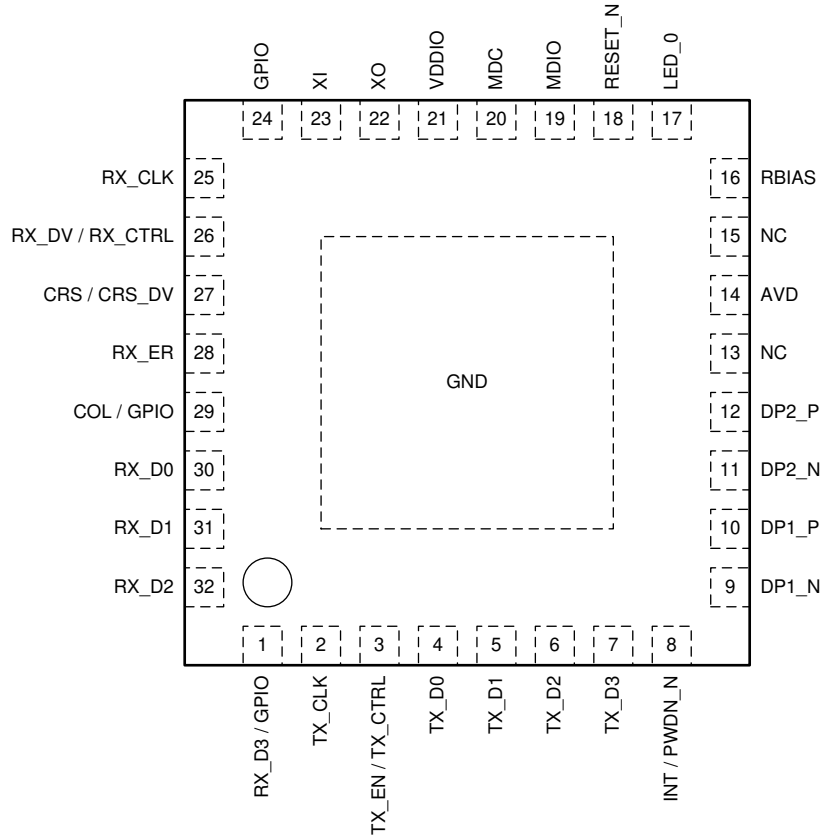 GPIO
XI
XO
VDDIO
MDC
MDIO
RESET_N
LED_0
24
23
22
21
20
19
18
17
RX_CLK
25
RX_DV / RX_CTRL
26
CRS / CRS_DV
27
RX_ER
28
COL / GPIO
29
RX_D0
30
RX_D1
31
RX_D2
32
GND
16
RBIAS
15
NC
14
AVD
13
NC
12
DP2_P
11
DP2_N
10
DP1_P
9
DP1_N
1
2
3
4
5
6
7
8
RX_D3 / GPIO
TX_CLK
TX_EN / TX_CTRL
TX_D0
TX_D1
TX_D2
TX_D3
INT / PWDN_N